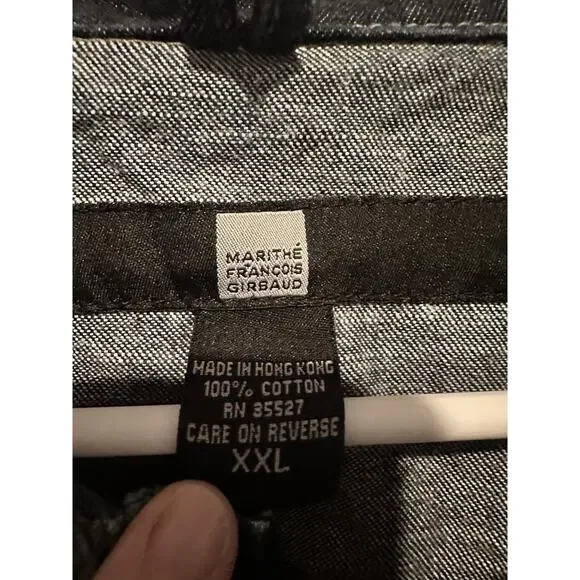 MARITHÉ
FRANÇOIS
GIRBAUD
MADE IN HONG KONG
100% COTTON
RN 35527
CARE ON REVERSE
XXL